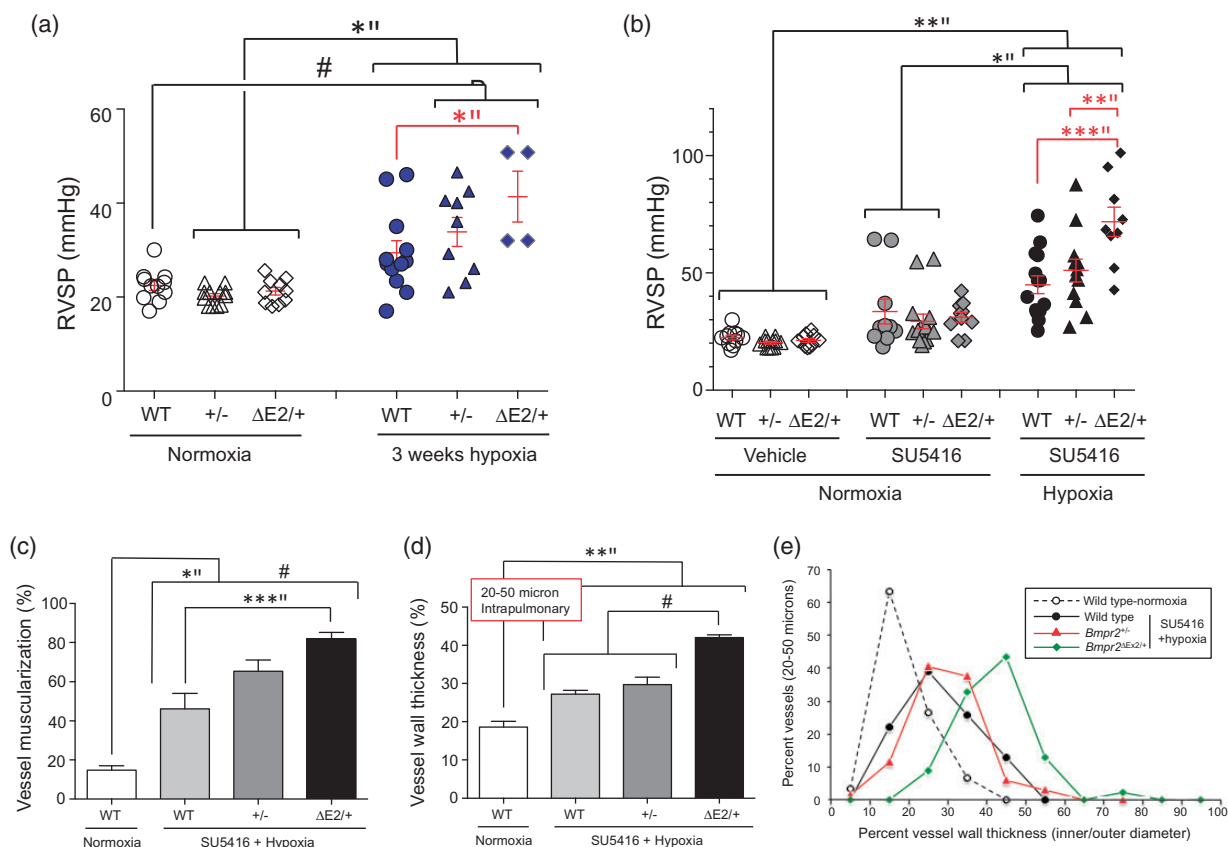 (a)
*"
#
*"
RVSP (mmHg)
60
40
20
0
WT +/- ΔE2/+ WT +/- ΔE2/+
Normoxia 3 weeks hypoxia
(b)
**"
*"
**"
***"
RVSP (mmHg)
100
50
0
WT +/- ΔE2/+ WT +/- ΔE2/+ WT +/- ΔE2/+
Vehicle SU5416 SU5416
Normoxia Hypoxia
(c)
*" #
***"
Vessel muscularization (%)
100
80
60
40
20
0
WT WT +/- ΔE2/+
Normoxia SU5416 + Hypoxia
(d)
**"
20-50 micron
Intrapulmonary
#
Vessel wall thickness (%)
50
40
30
20
10
0
WT WT +/- ΔE2/+
Normoxia SU5416 + Hypoxia
(e)
Wild type-normoxia
Wild type
Bmpr2+/-
Bmpr2ΔEx2/+
SU5416
+hypoxia
Percent vessels (20-50 microns)
70
60
50
40
30
20
10
0
0 10 20 30 40 50 60 70 80 90 100
Percent vessel wall thickness (inner/outer diameter)